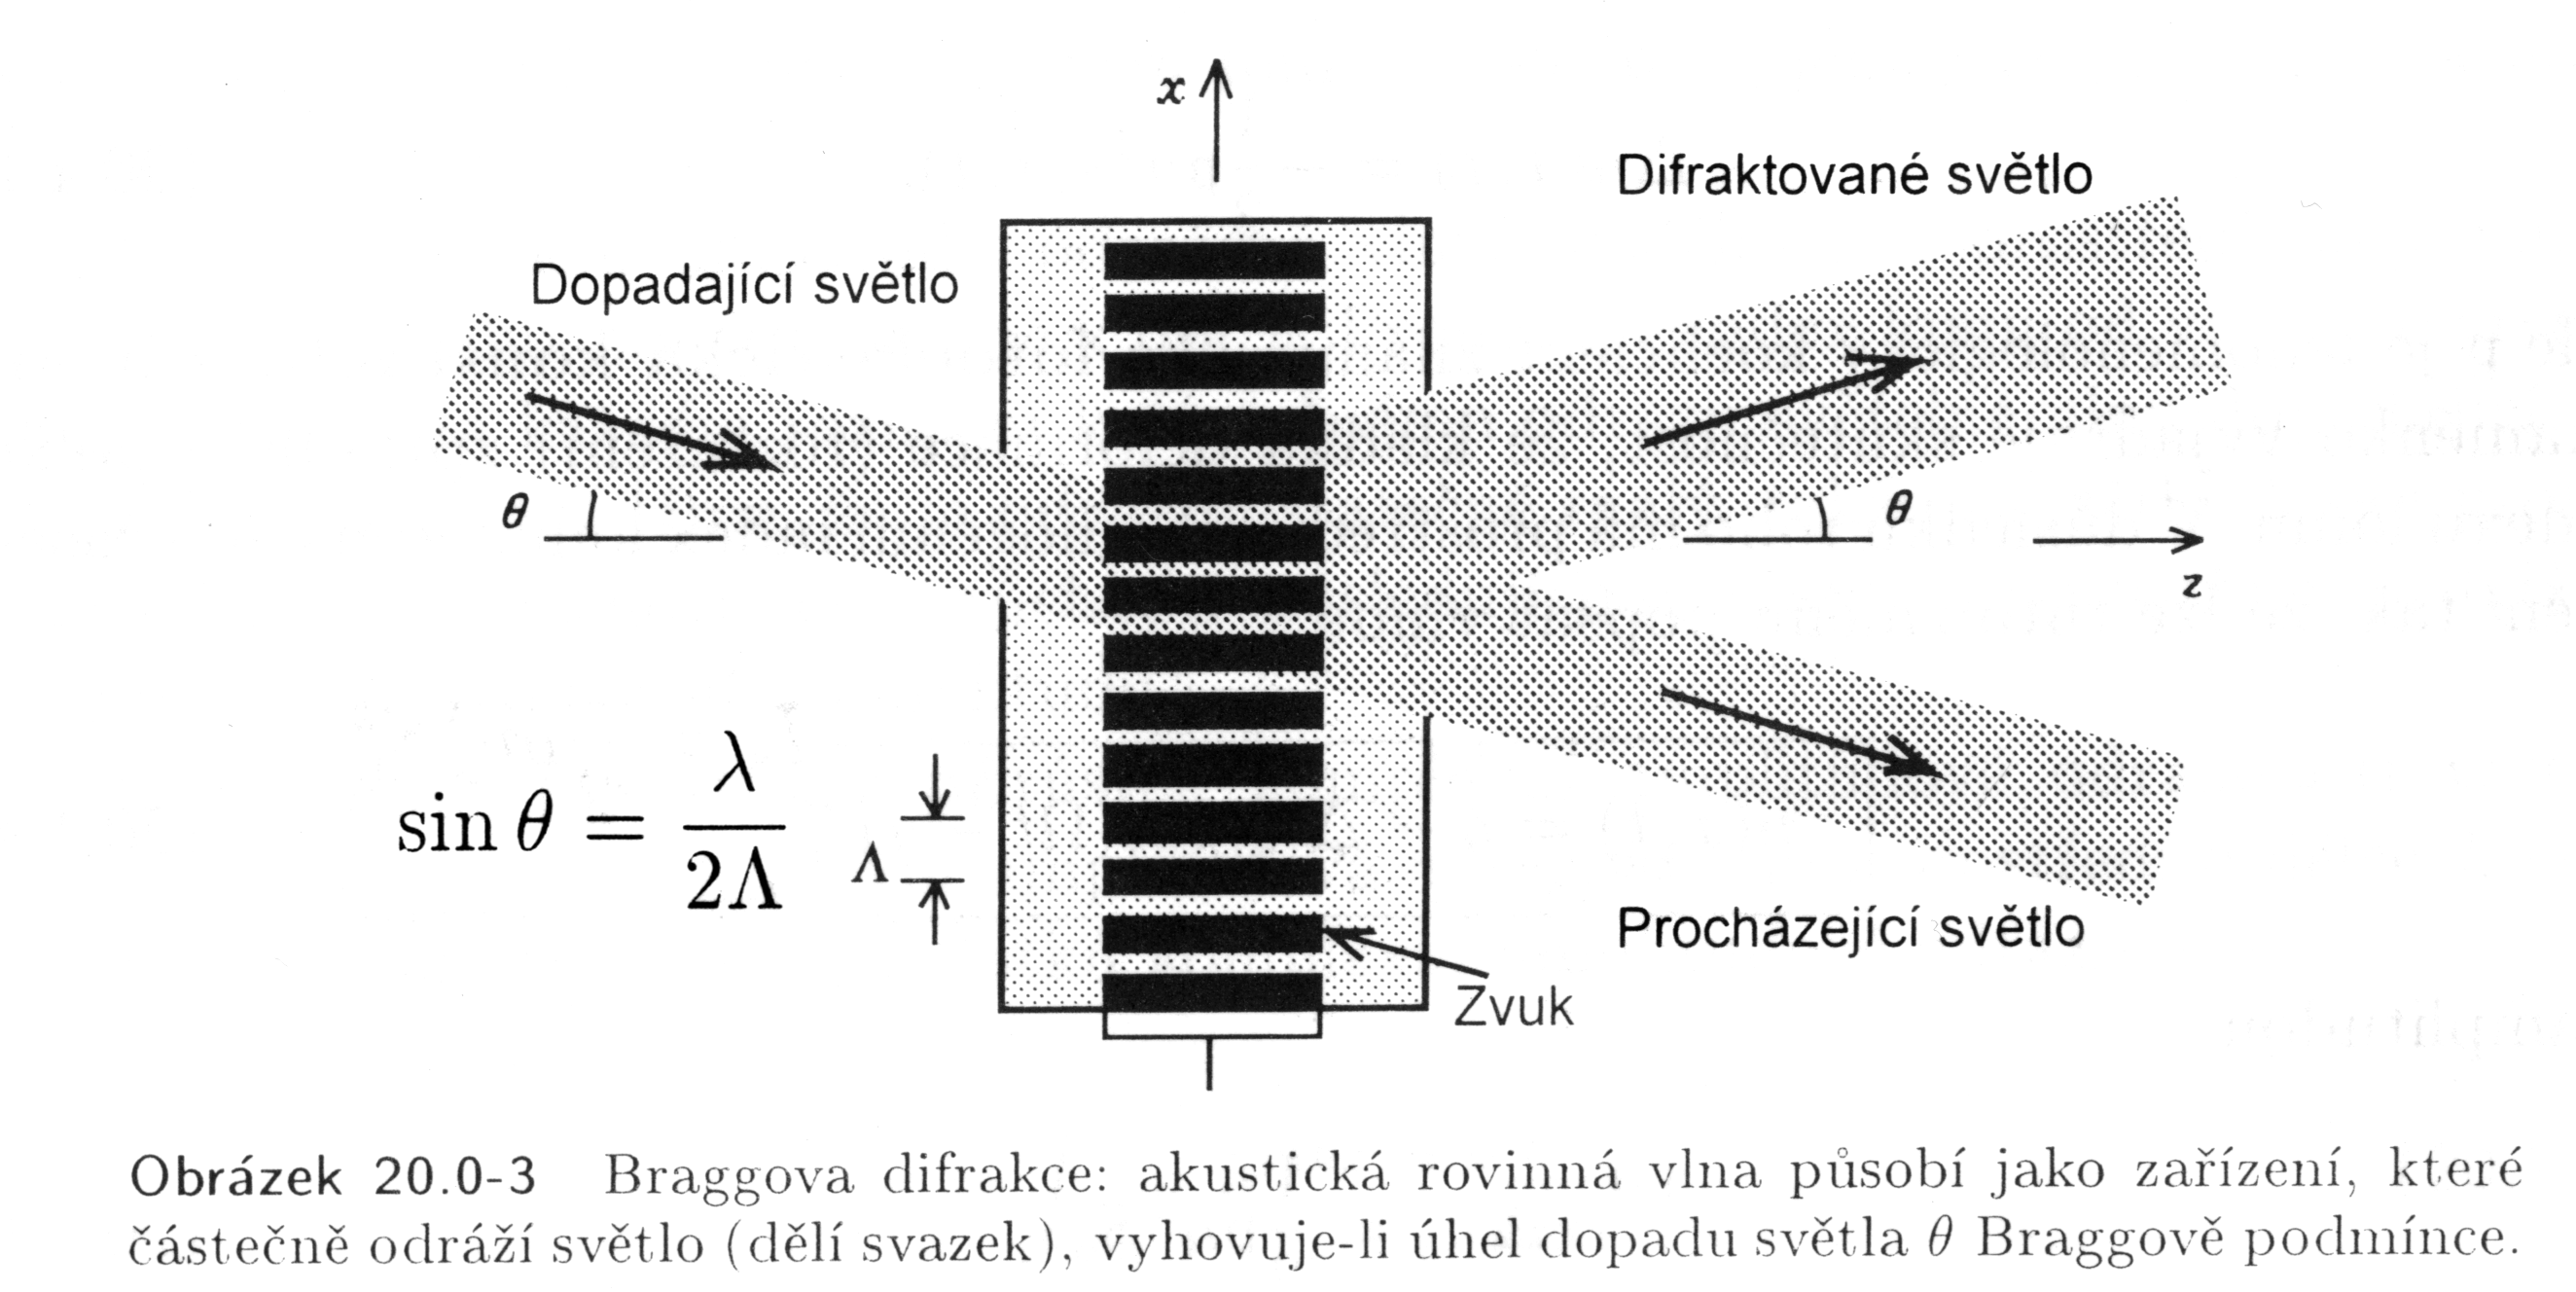 x
Difraktované světlo
Dopadající světlo
θ
θ
z
sin θ = λ / 2Λ
Λ
Procházející světlo
Zvuk
Obrázek 20.0-3 Braggova difrakce: akustická rovinná vlna působí jako zařízení, které
částečně odráží světlo (dělí svazek), vyhovuje-li úhel dopadu světla θ Braggově podmínce.